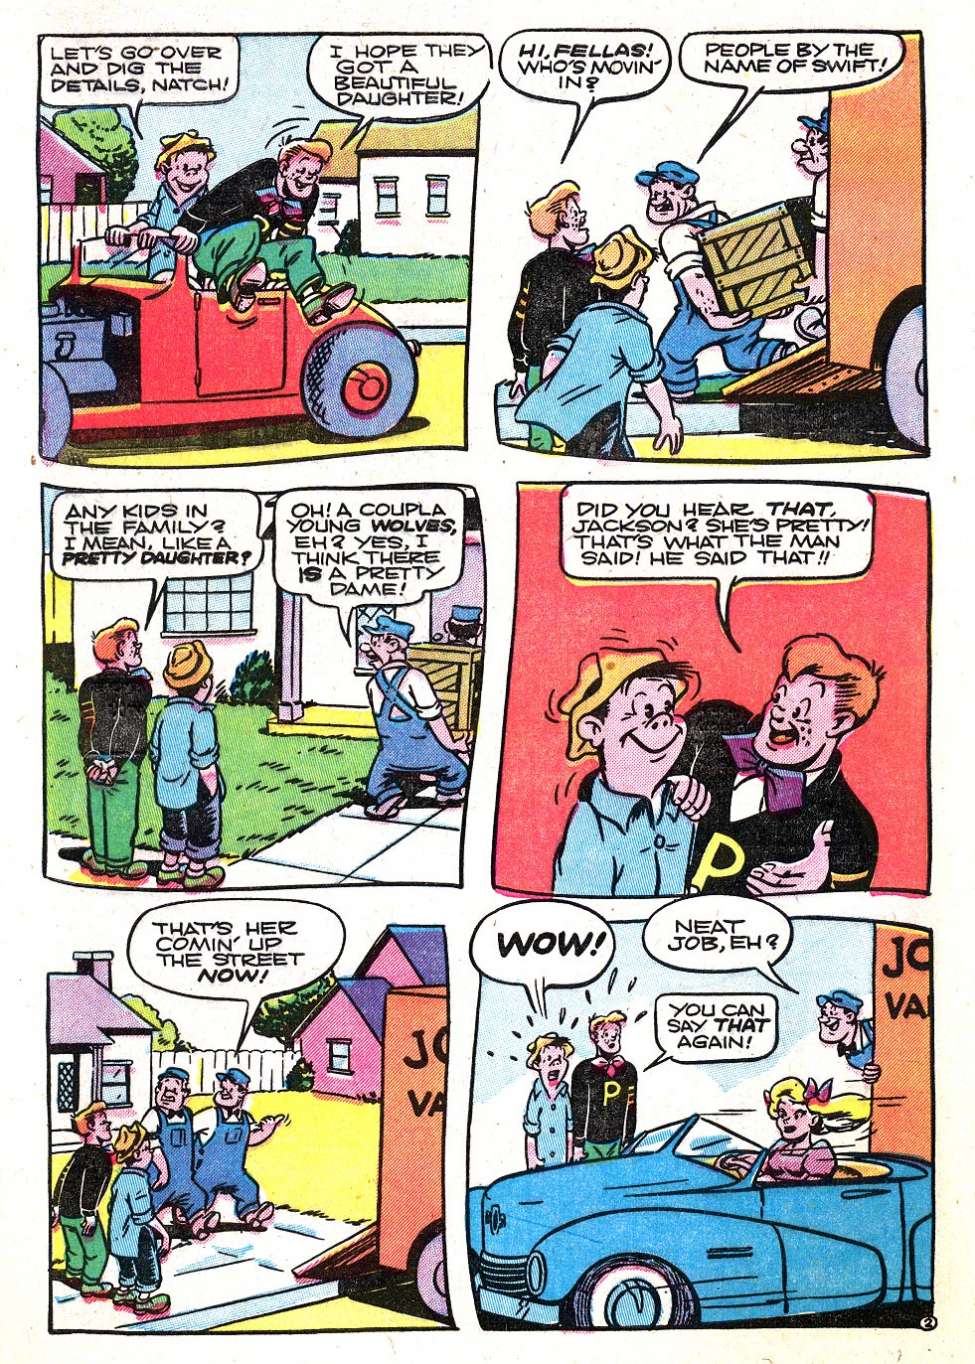 LET'S GO OVER
AND DIG THE
DETAILS, NATCH!
I HOPE THEY
GOT A
BEAUTIFUL
DAUGHTER!
HI, FELLAS!
WHO'S MOVIN'
IN?
PEOPLE BY THE
NAME OF SWIFT!
ANY KIDS IN
THE FAMILY?
I MEAN, LIKE A
PRETTY DAUGHTER?
OH! A COUPLA
YOUNG WOLVES,
EH? YES, I
THINK THERE
IS A PRETTY
DAME!
DID YOU HEAR THAT,
JACKSON? SHE'S PRETTY!
THAT'S WHAT THE MAN
SAID! HE SAID THAT!!
P
THAT'S HER
COMIN' UP
THE STREET
NOW!
JO
VA
WOW!
NEAT
JOB, EH?
YOU CAN
SAY THAT
AGAIN!
P
JO
VA
2